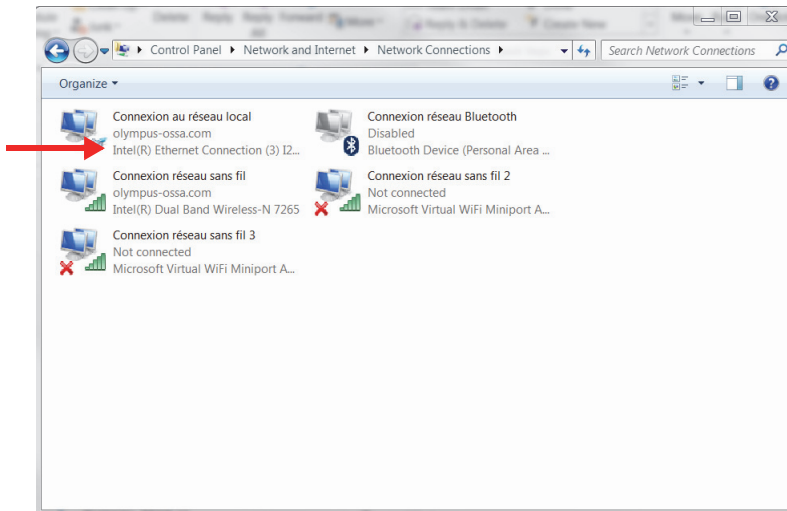 Control Panel Network and Internet Network Connections Search Network Connections
Organize
Connexion au réseau local
olympus-ossa.com
Intel(R) Ethernet Connection (3) I2...
Connexion réseau Bluetooth
Disabled
Bluetooth Device (Personal Area ...
Connexion réseau sans fil
olympus-ossa.com
Intel(R) Dual Band Wireless-N 7265
Connexion réseau sans fil 2
Not connected
Microsoft Virtual WiFi Miniport A...
Connexion réseau sans fil 3
Not connected
Microsoft Virtual WiFi Miniport A...